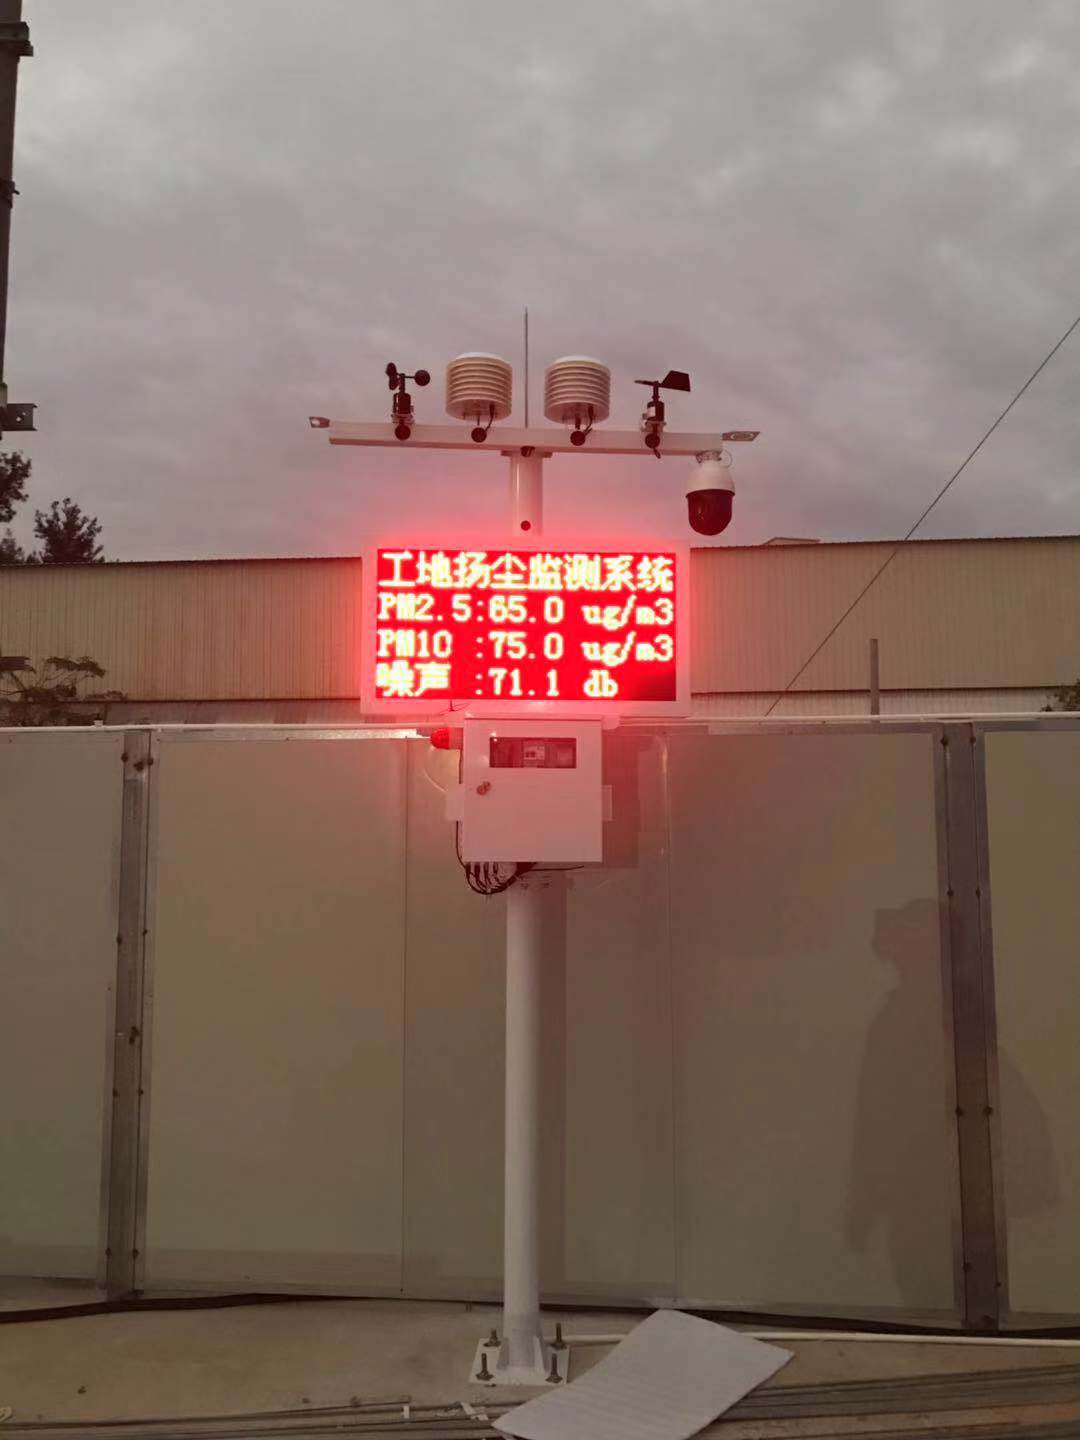 工地扬尘监测系统
PM2.5:65.0 ug/m3
PM10 :75.0 ug/m3
噪声 :71.1 db